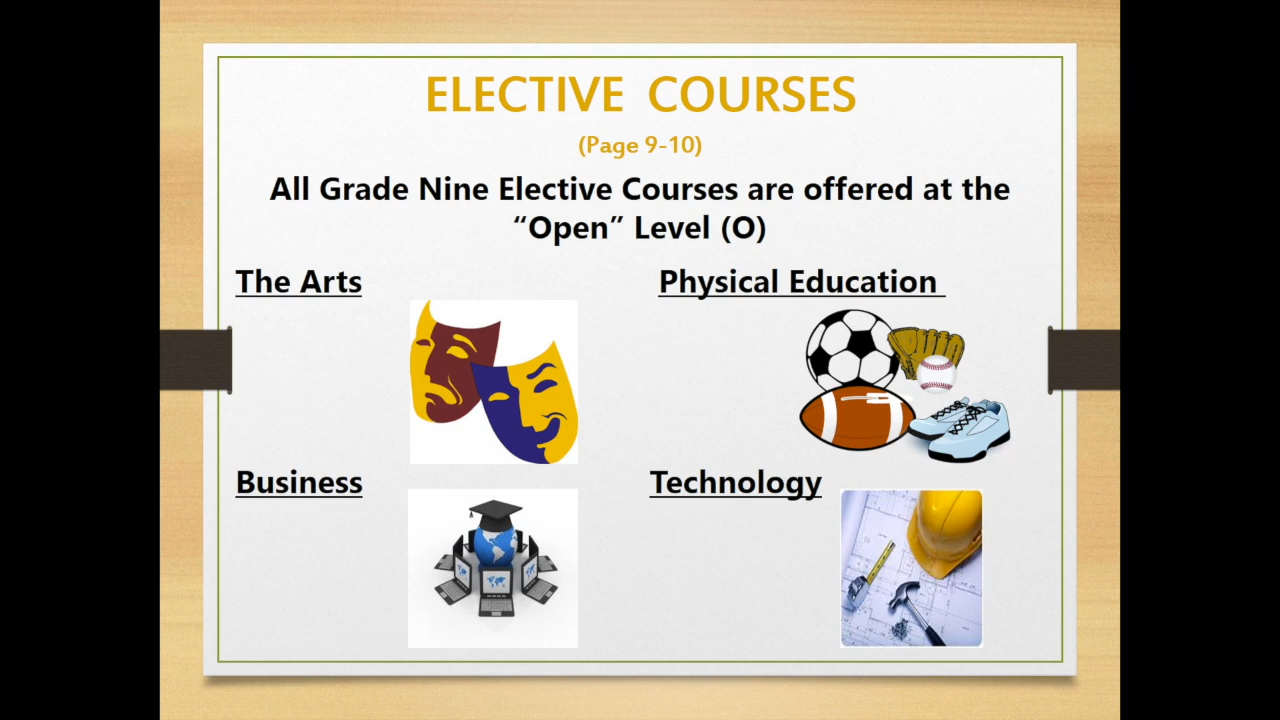 ELECTIVE COURSES
(Page 9-10)
All Grade Nine Elective Courses are offered at the
“Open” Level (O)
The Arts
Physical Education
Business
Technology